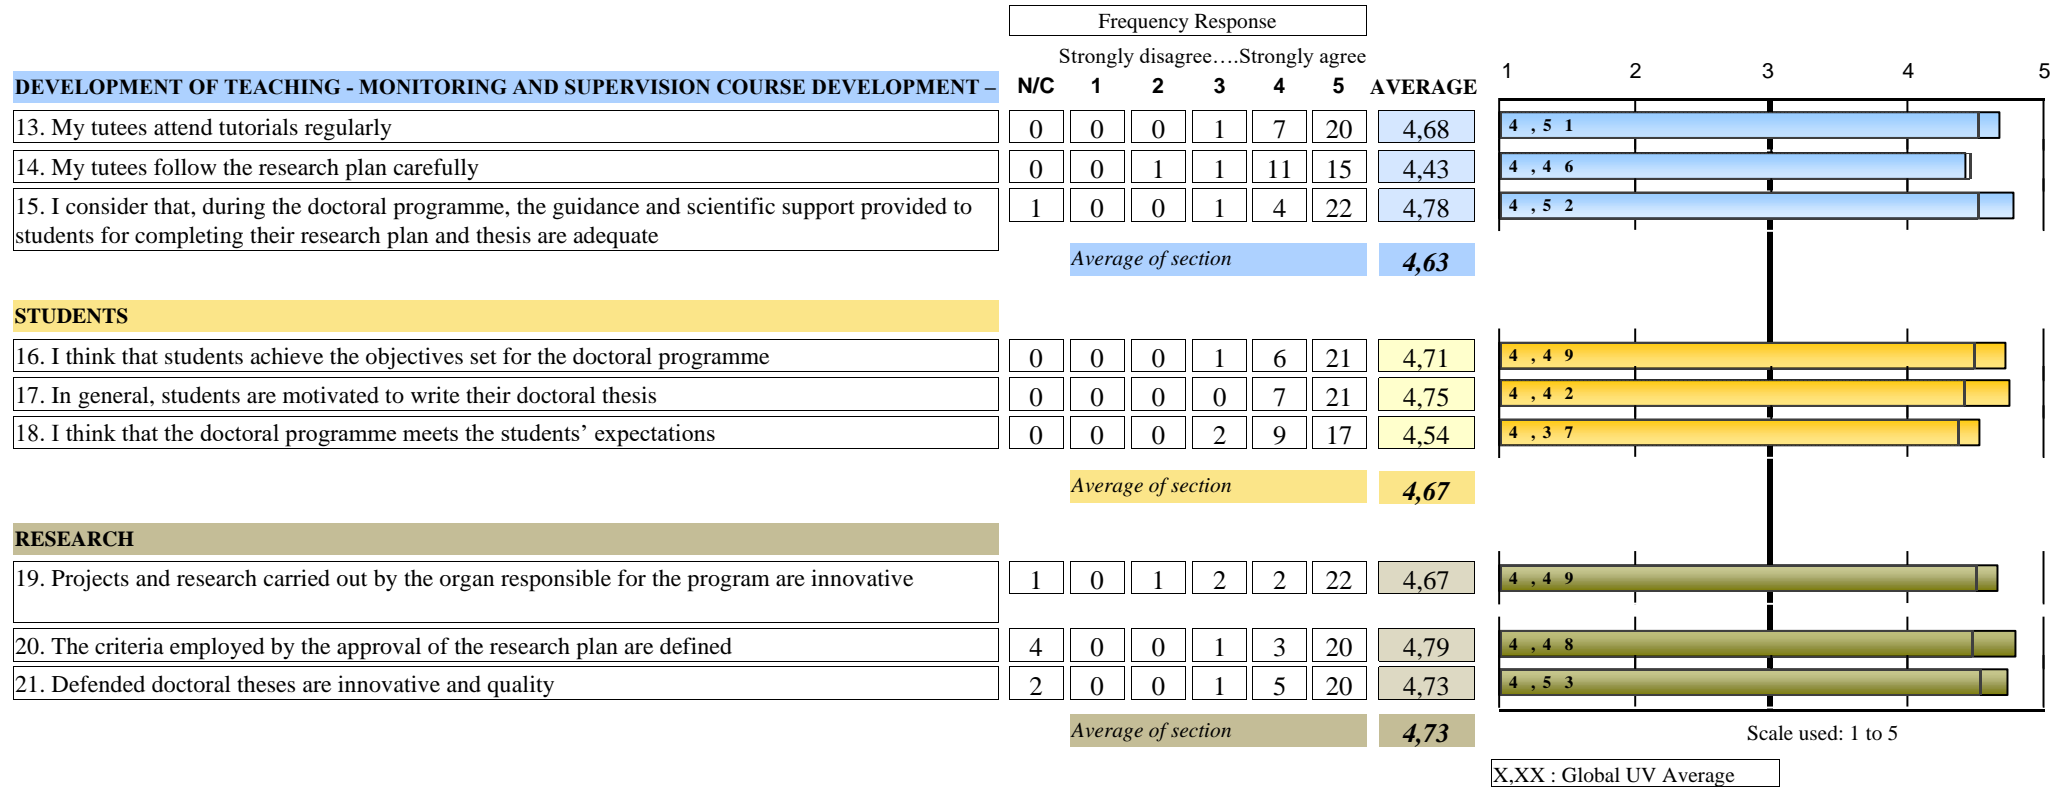 Frequency Response
Strongly disagree….Strongly agree
DEVELOPMENT OF TEACHING - MONITORING AND SUPERVISION COURSE DEVELOPMENT – N/C 1 2 3 4 5 AVERAGE 1 2 3 4 5
13. My tutees attend tutorials regularly 0 0 0 1 7 20 4,68 4,51
14. My tutees follow the research plan carefully 0 0 1 1 11 15 4,43 4,46
15. I consider that, during the doctoral programme, the guidance and scientific support provided to 1 0 0 1 4 22 4,78 4,52
students for completing their research plan and thesis are adequate
Average of section 4,63
STUDENTS
16. I think that students achieve the objectives set for the doctoral programme 0 0 0 1 6 21 4,71 4,49
17. In general, students are motivated to write their doctoral thesis 0 0 0 0 7 21 4,75 4,42
18. I think that the doctoral programme meets the students’ expectations 0 0 0 2 9 17 4,54 4,37
Average of section 4,67
RESEARCH
19. Projects and research carried out by the organ responsible for the program are innovative 1 0 1 2 2 22 4,67 4,49
20. The criteria employed by the approval of the research plan are defined 4 0 0 1 3 20 4,79 4,48
21. Defended doctoral theses are innovative and quality 2 0 0 1 5 20 4,73 4,53
Average of section 4,73
Scale used: 1 to 5
X,XX : Global UV Average